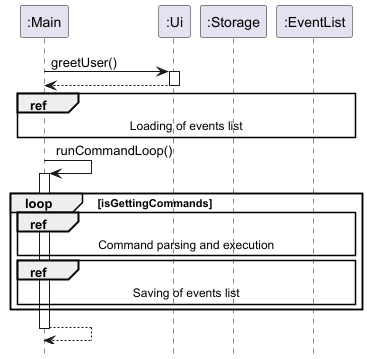 :Main :Ui :Storage :EventList
greetUser()
ref
Loading of events list
runCommandLoop()
loop [isGettingCommands]
ref
Command parsing and execution
ref
Saving of events list